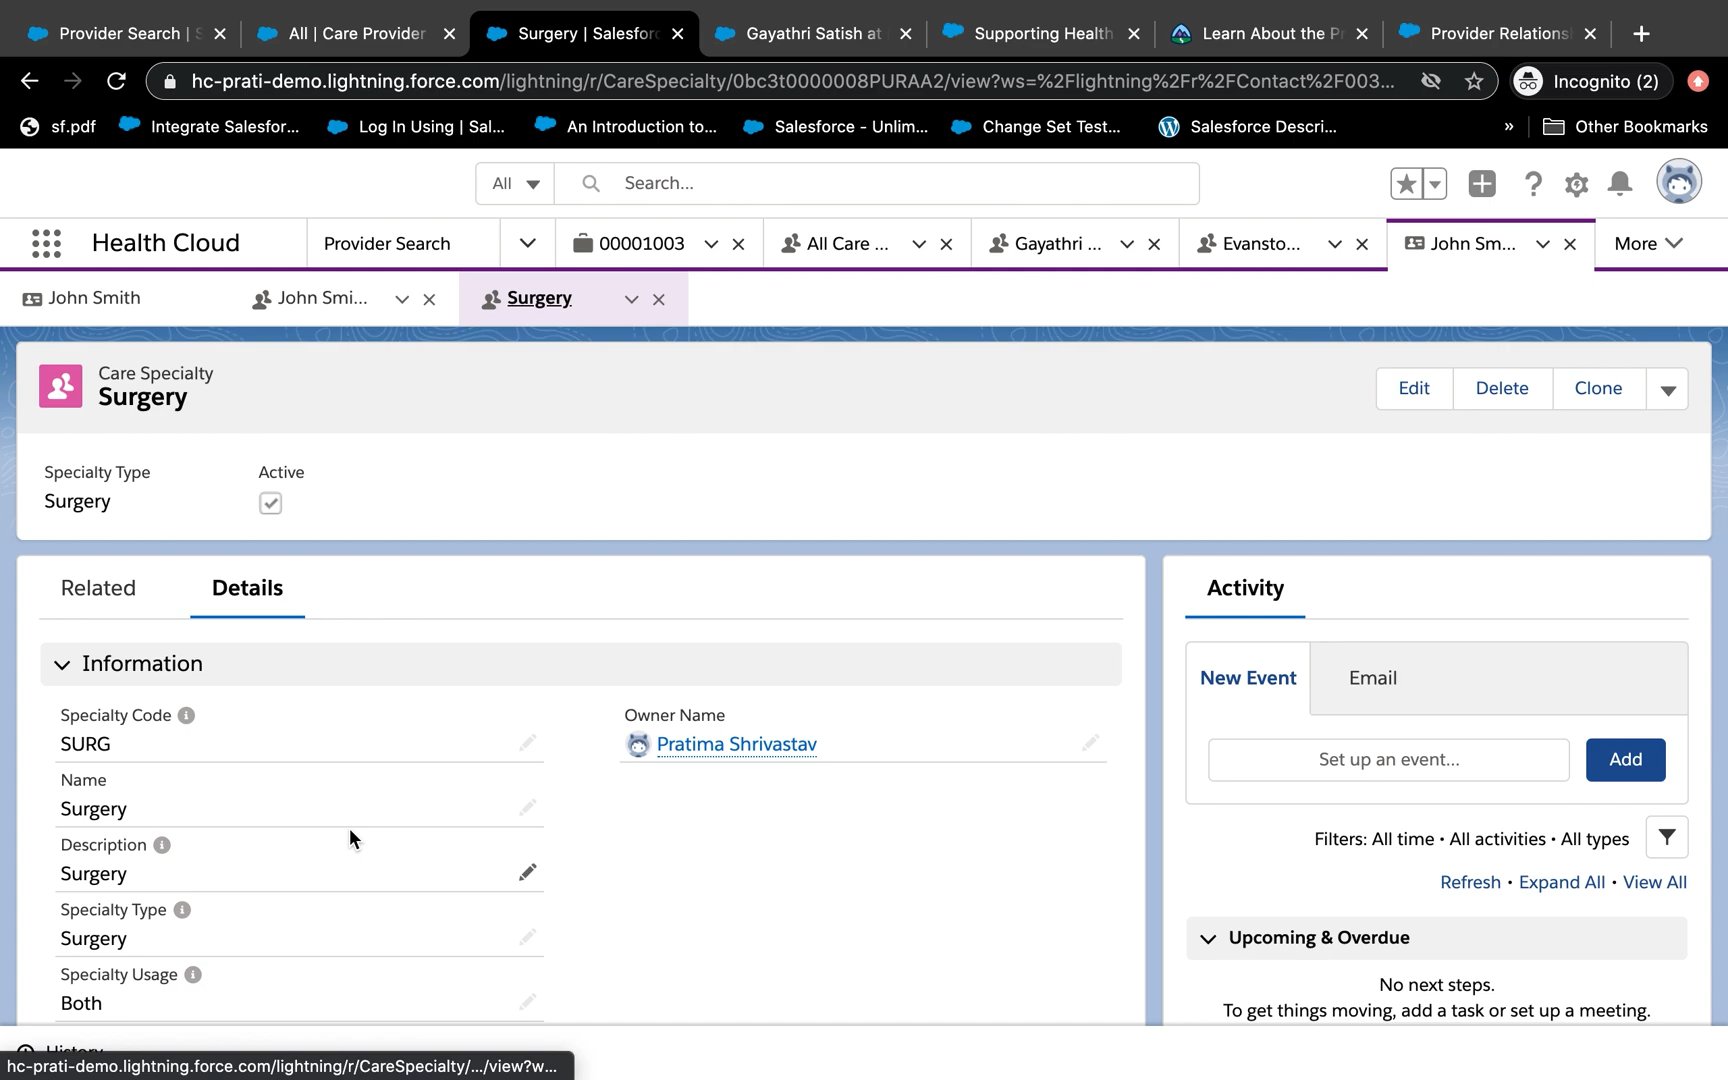 Provider Search | S
All | Care Provider
Surgery | Salesforc
Gayathri Satish at
Supporting Health
Learn About the Pr
Provider Relations
hc-prati-demo.lightning.force.com/lightning/r/CareSpecialty/0bc3t0000008PURAA2/view?ws=%2Flightning%2Fr%2FContact%2F003...
Incognito (2)
sf.pdf
Integrate Salesfor...
Log In Using | Sal...
An Introduction to...
Salesforce - Unlim...
Change Set Test...
Salesforce Descri...
»
Other Bookmarks
All
Search...
Health Cloud
Provider Search
00001003
All Care ...
Gayathri ...
Evansto...
John Sm...
More
John Smith
John Smi...
Surgery
Care Specialty
Surgery
Edit
Delete
Clone
Specialty Type
Surgery
Active
Related
Details
Information
Specialty Code
SURG
Name
Surgery
Description
Surgery
Specialty Type
Surgery
Specialty Usage
Both
Owner Name
Pratima Shrivastav
Activity
New Event
Email
Set up an event...
Add
Filters: All time • All activities • All types
Refresh • Expand All • View All
Upcoming & Overdue
No next steps.
To get things moving, add a task or set up a meeting.
History
hc-prati-demo.lightning.force.com/lightning/r/CareSpecialty/.../view?w...